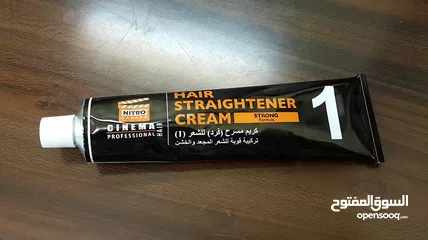 HAIR
STRAIGHTENER
CREAM
STRONG
Formula
كريم مسرح (فرد) للشعر (1)
تركيبة قوية للشعر المجعد والخشن
1
NITRO
CINEMA
PROFESSIONAL
HAIR
السوق المفتوح
opensooq.com